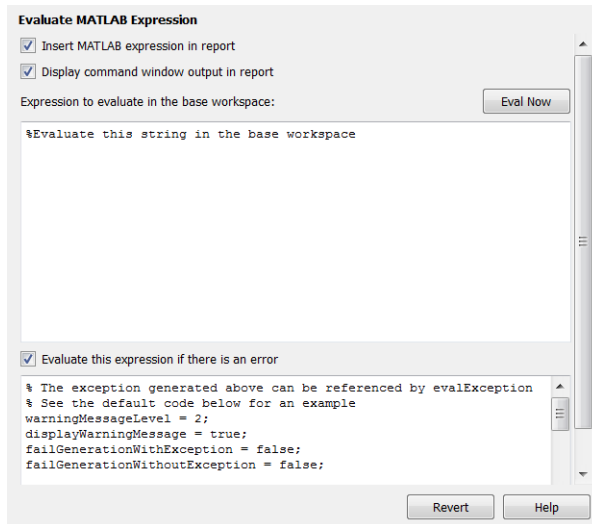 Evaluate MATLAB Expression
Insert MATLAB expression in report
Display command window output in report
Expression to evaluate in the base workspace:
Eval Now
%Evaluate this string in the base workspace
Evaluate this expression if there is an error
% The exception generated above can be referenced by evalException
% See the default code below for an example
warningMessageLevel = 2;
displayWarningMessage = true;
failGenerationWithException = false;
failGenerationWithoutException = false;
Revert
Help